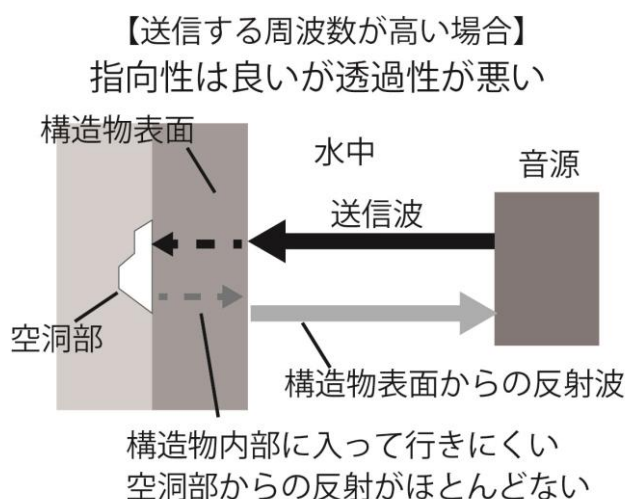 【送信する周波数が高い場合】
指向性は良いが透過性が悪い
構造物表面
水中
音源
送信波
空洞部
構造物表面からの反射波
構造物内部に入って行きにくい
空洞部からの反射がほとんどない